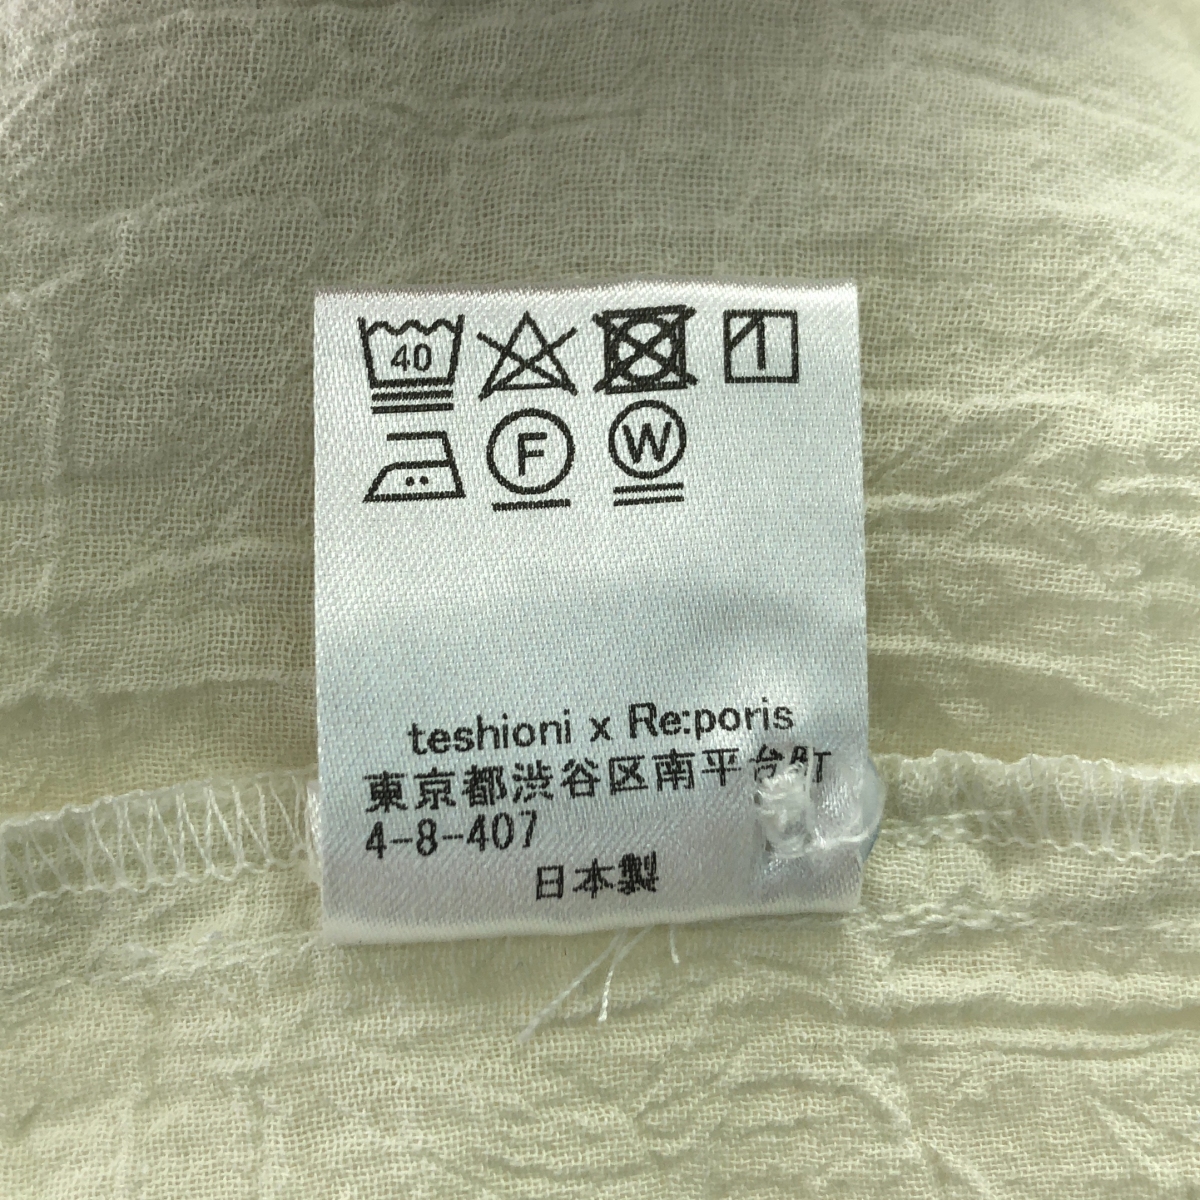 40
F W
teshioni x Re:poris
東京都渋谷区南平台町
4-8-407
日本製